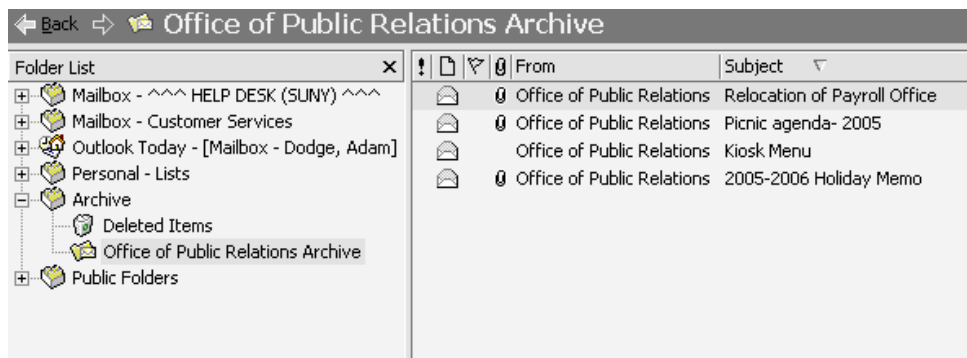 Back Office of Public Relations Archive
Folder List
Mailbox - ^^^ HELP DESK (SUNY) ^^^
Mailbox - Customer Services
Outlook Today - [Mailbox - Dodge, Adam]
Personal - Lists
Archive
Deleted Items
Office of Public Relations Archive
Public Folders
From Subject
Office of Public Relations Relocation of Payroll Office
Office of Public Relations Picnic agenda- 2005
Office of Public Relations Kiosk Menu
Office of Public Relations 2005-2006 Holiday Memo